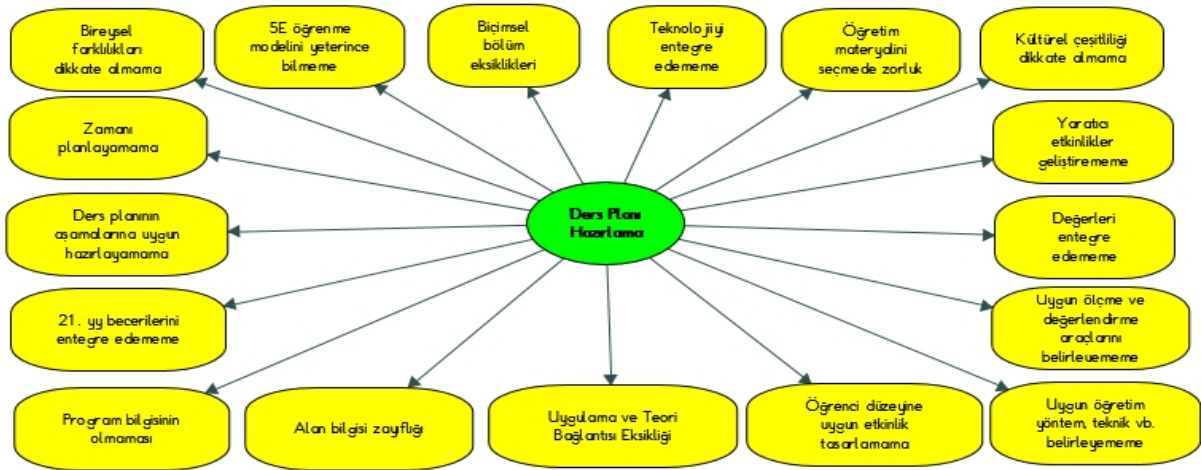 Bireysel
farklılıkları
dikkate almama
5E öğrenme
modelini yeterince
bilmeme
Biçimsel
bölüm
eksiklikleri
Teknolojiyi
entegre
edememe
Öğretim
materyalini
seçmede zorluk
Kültürel çeşitliliği
dikkate almama
Zamanı
planlayamama
Yaratıcı
etkinlikler
geliştirememe
Ders Planı
Hazırlama
Ders planının
aşamalarına uygun
hazırlayamama
Değerleri
entegre
edememe
21. yy becerilerini
entegre edememe
Uygun ölçme ve
değerlendirme
araçlarını
belirleyememe
Program bilgisinin
olmaması
Alan bilgisi zayıflığı
Uygulama ve Teori
Bağlantısı Eksikliği
Öğrenci düzeyine
uygun etkinlik
tasarlamama
Uygun öğretim
yöntem, teknik vb.
belirleyememe